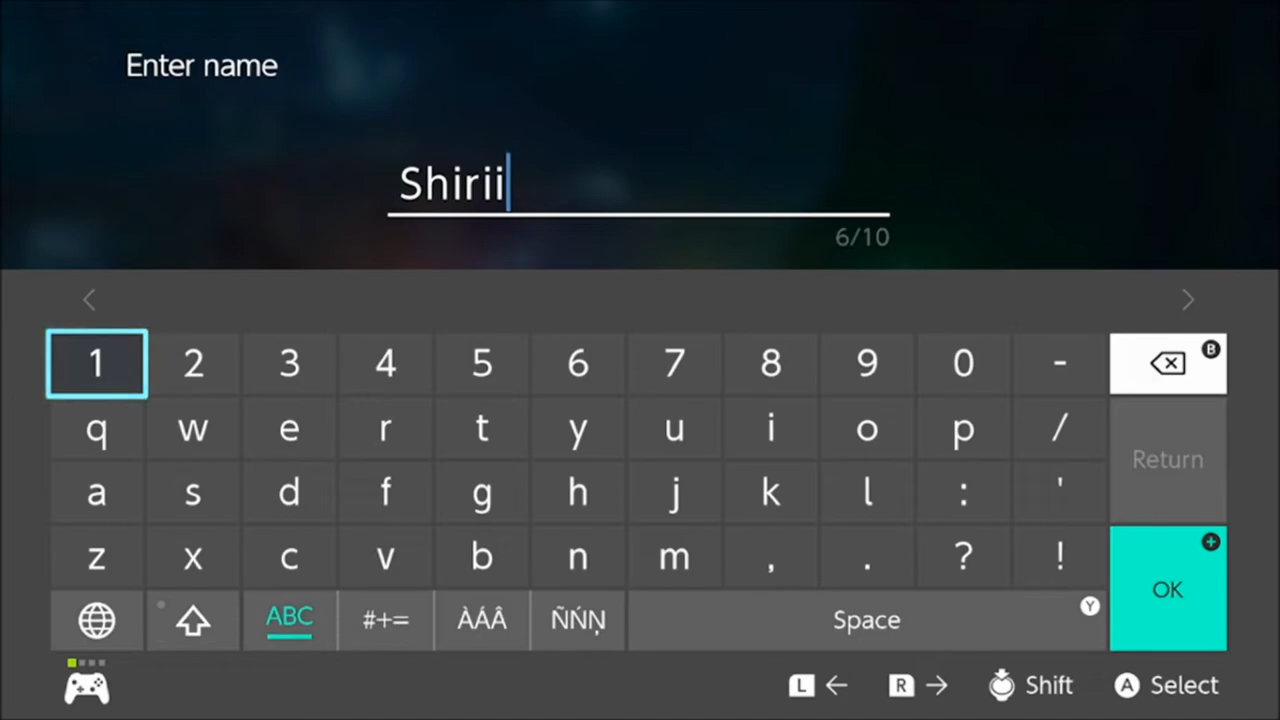 Enter name
Shirii
6/10
< >
1 2 3 4 5 6 7 8 9 0 - B
q w e r t y u i o p /
Return
a s d f g h j k l : '
z x c v b n m , . ? ! +
OK
ABC #+= ÀÁÂ ÑŃŅ Space Y
L ← R → Shift A Select